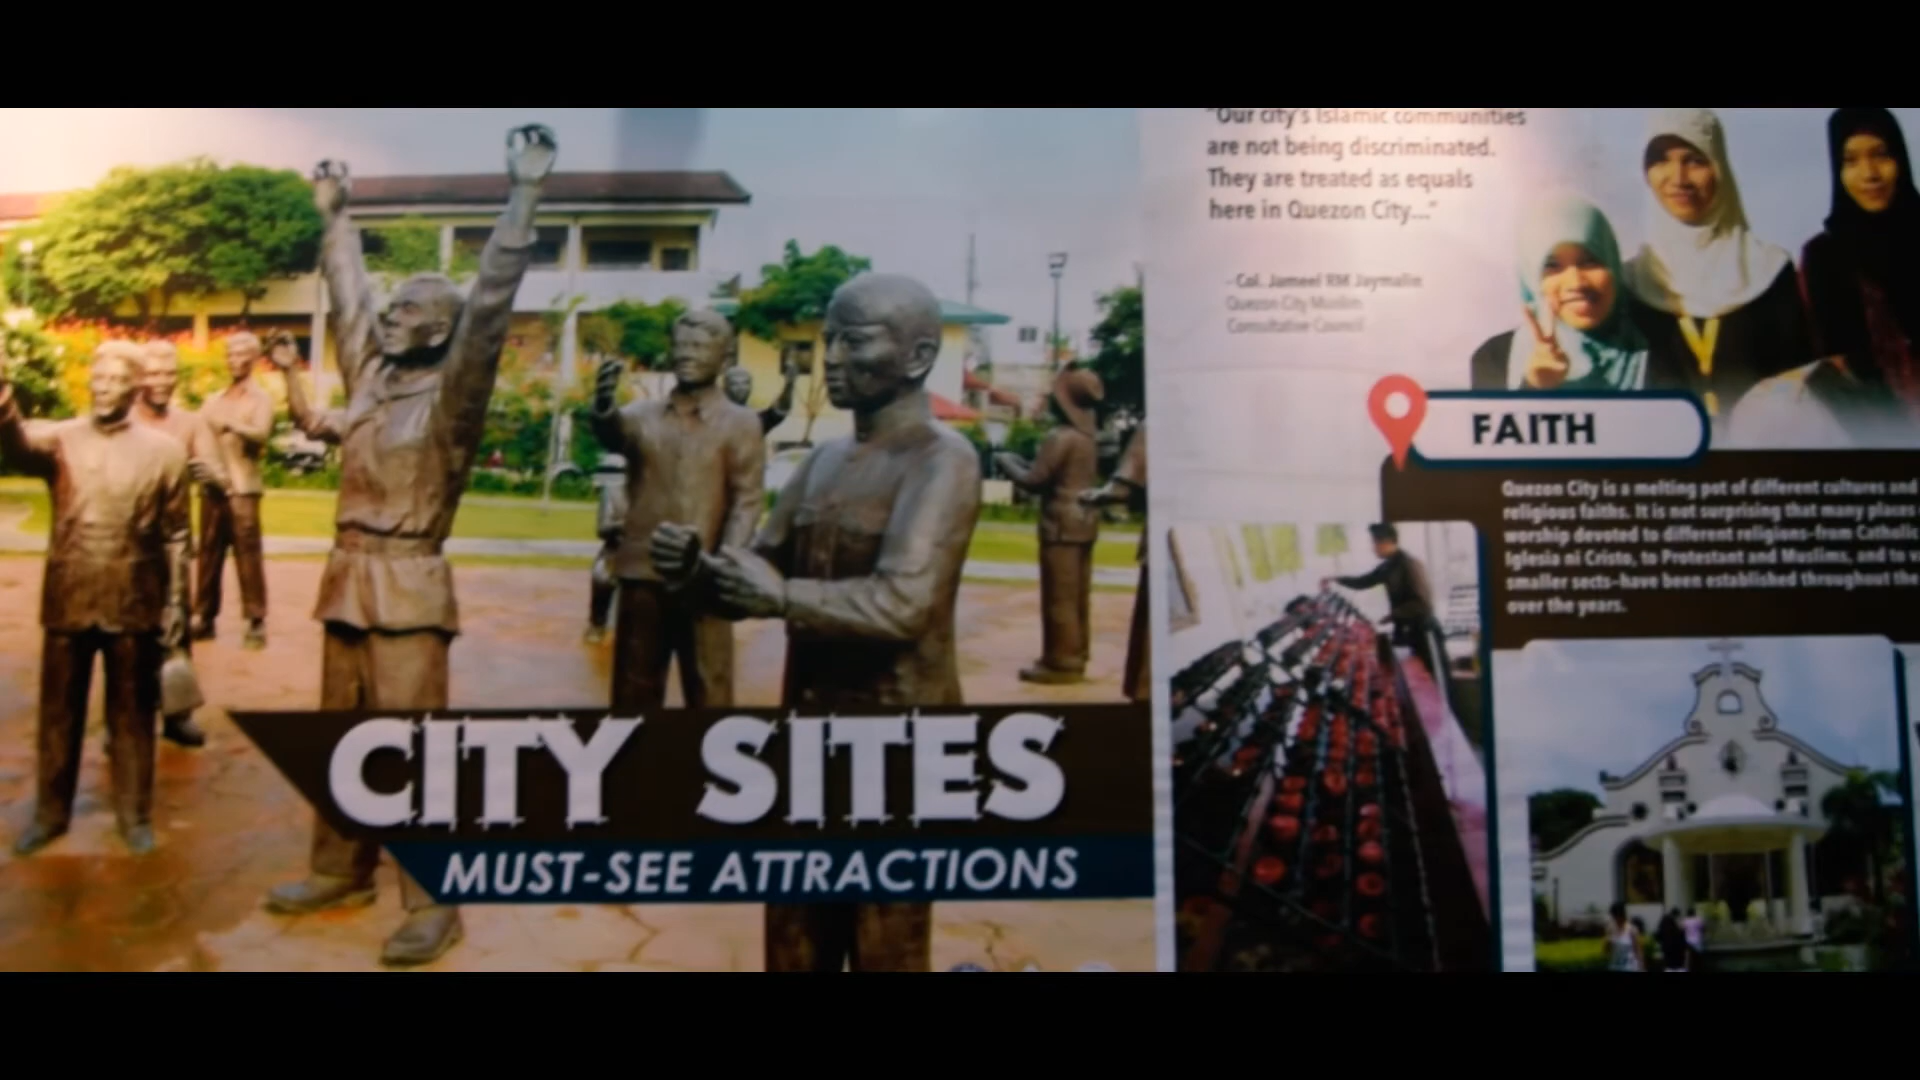 CITY SITES
MUST-SEE ATTRACTIONS
"Our city's Islamic communities
are not being discriminated.
They are treated as equals
here in Quezon City..."
- Col. Jameel RM Jaymalin
Quezon City Muslim
Consultative Council
FAITH
Quezon City is a melting pot of different cultures and
religious faiths. It is not surprising that many places
worship devoted to different religions-from Catholic
Iglesia ni Cristo, to Protestant and Muslims, and to
smaller sects-have been established throughout the
over the years.